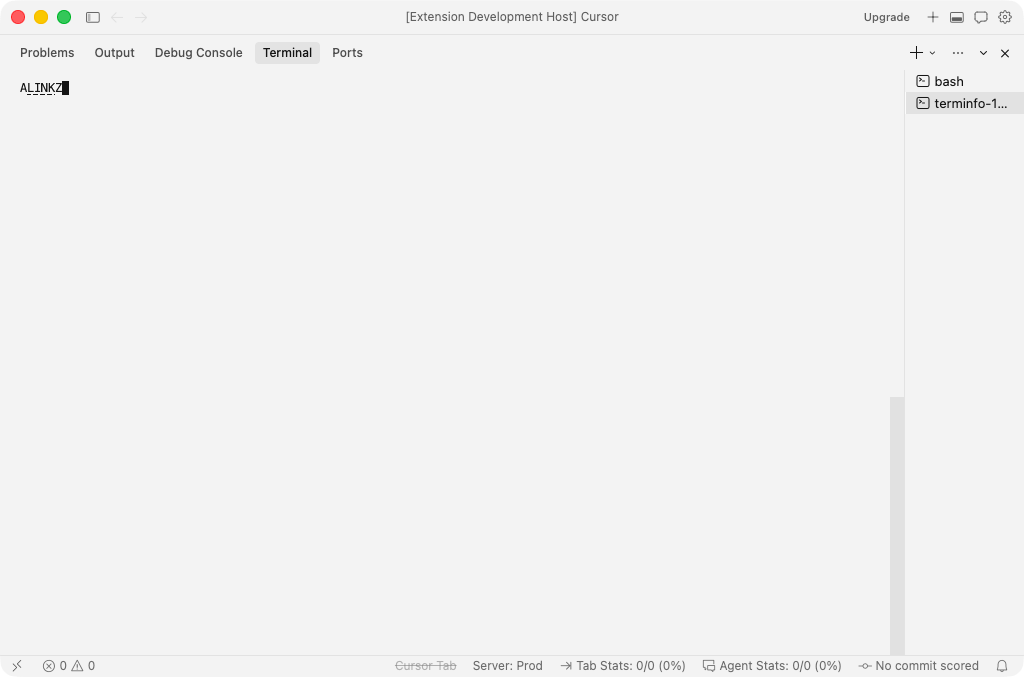 [Extension Development Host] Cursor
Upgrade
Problems Output Debug Console Terminal Ports
ALINKZ
bash
terminfo-1...
0 0 Cursor Tab Server: Prod Tab Stats: 0/0 (0%) Agent Stats: 0/0 (0%) No commit scored